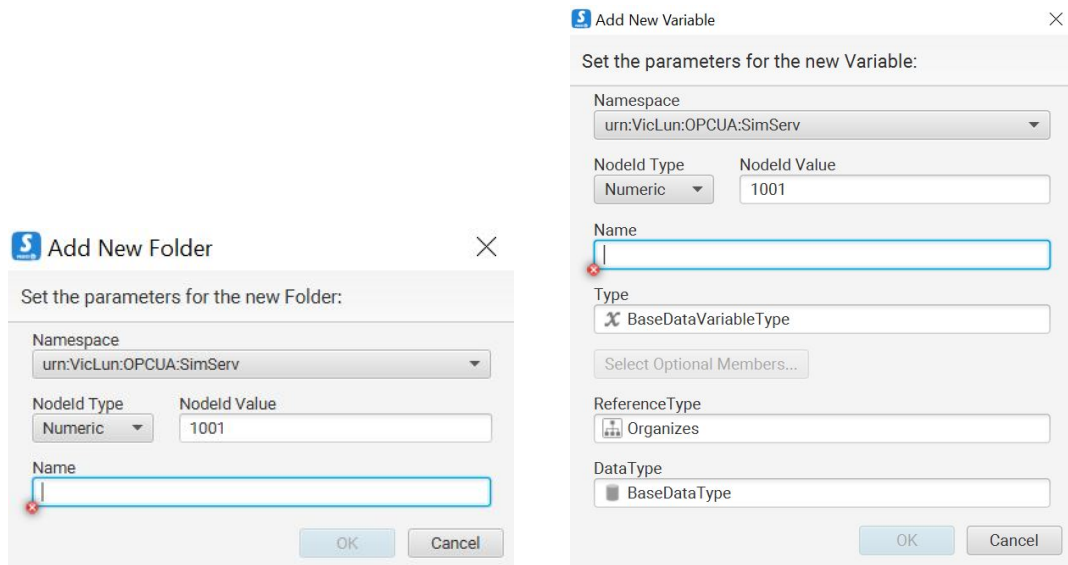 Add New Folder
Set the parameters for the new Folder:
Namespace
urn:VicLun:OPCUA:SimServ
NodeId Type NodeId Value
Numeric 1001
Name
OK Cancel
Add New Variable
Set the parameters for the new Variable:
Namespace
urn:VicLun:OPCUA:SimServ
NodeId Type NodeId Value
Numeric 1001
Name
Type
BaseDataVariableType
Select Optional Members...
ReferenceType
Organizes
DataType
BaseDataType
OK Cancel